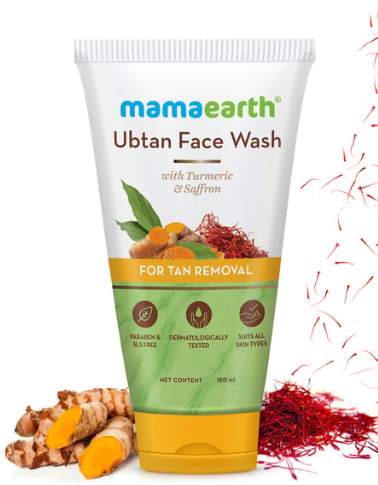 mamaearth®
Ubtan Face Wash
with Turmeric
& Saffron
FOR TAN REMOVAL
PARABEN &
SLS FREE
DERMATOLOGICALLY
TESTED
SUITS ALL
SKIN TYPES
NET CONTENT 150 ml